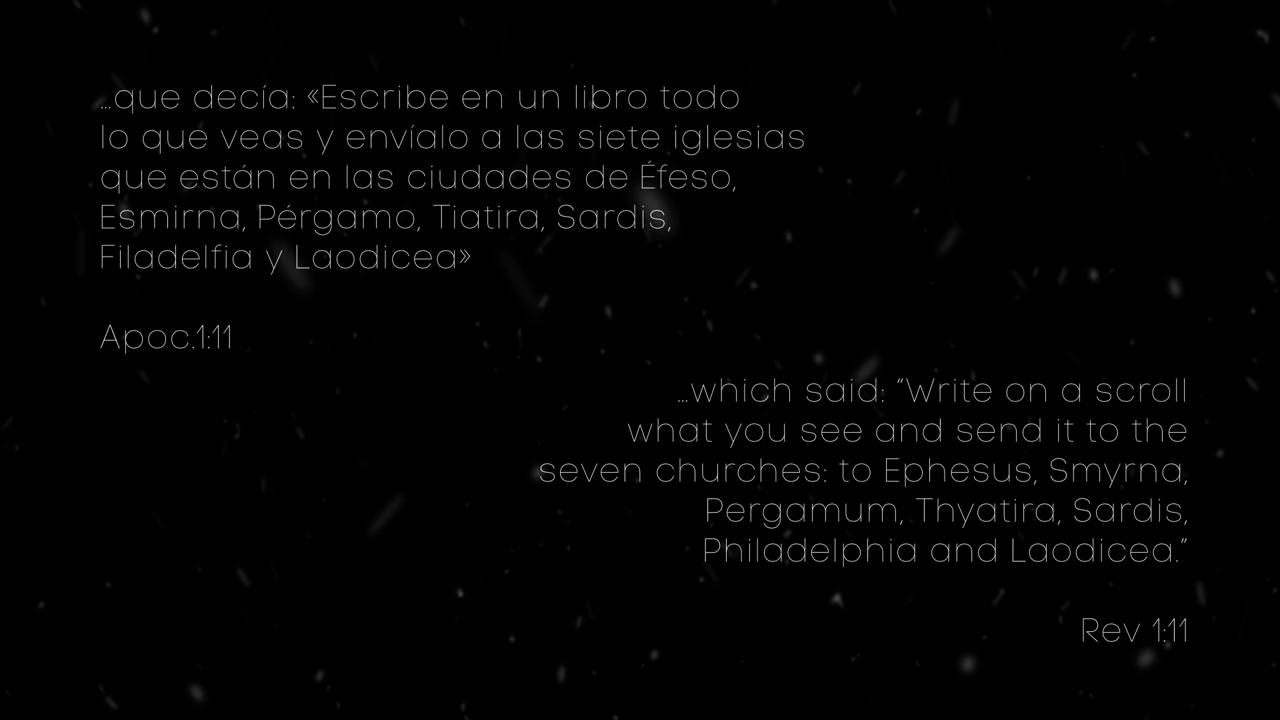 …que decía: «Escribe en un libro todo
lo que veas y envíalo a las siete iglesias
que están en las ciudades de Éfeso,
Esmirna, Pérgamo, Tiatira, Sardis,
Filadelfia y Laodicea»
Apoc.1:11
…which said: “Write on a scroll
what you see and send it to the
seven churches: to Ephesus, Smyrna,
Pergamum, Thyatira, Sardis,
Philadelphia and Laodicea.”
Rev 1:11